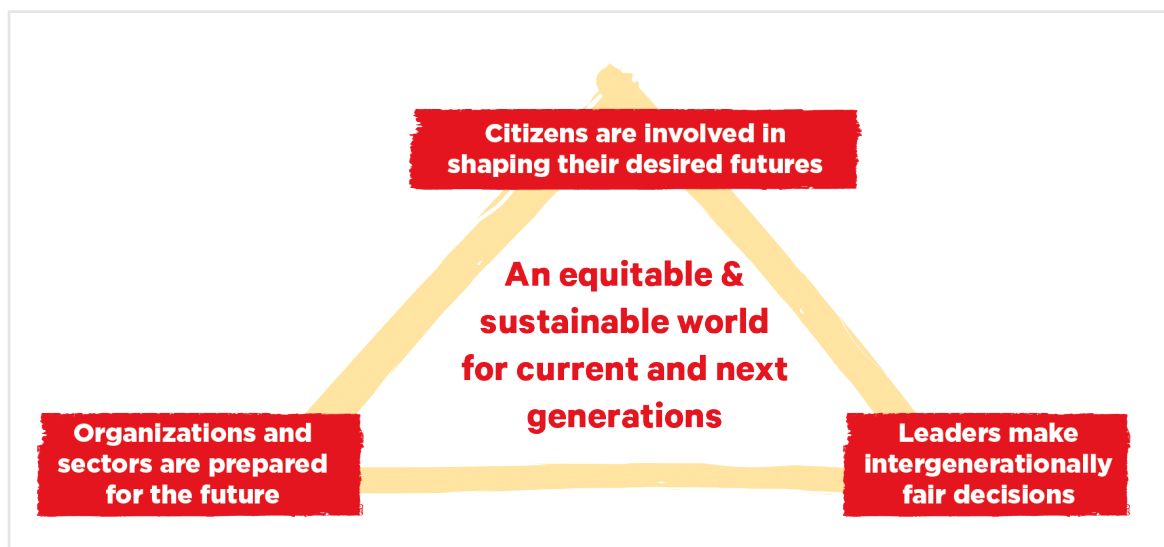 Citizens are involved in
shaping their desired futures
An equitable &
sustainable world
for current and next
generations
Organizations and
sectors are prepared
for the future
Leaders make
intergenerationally
fair decisions